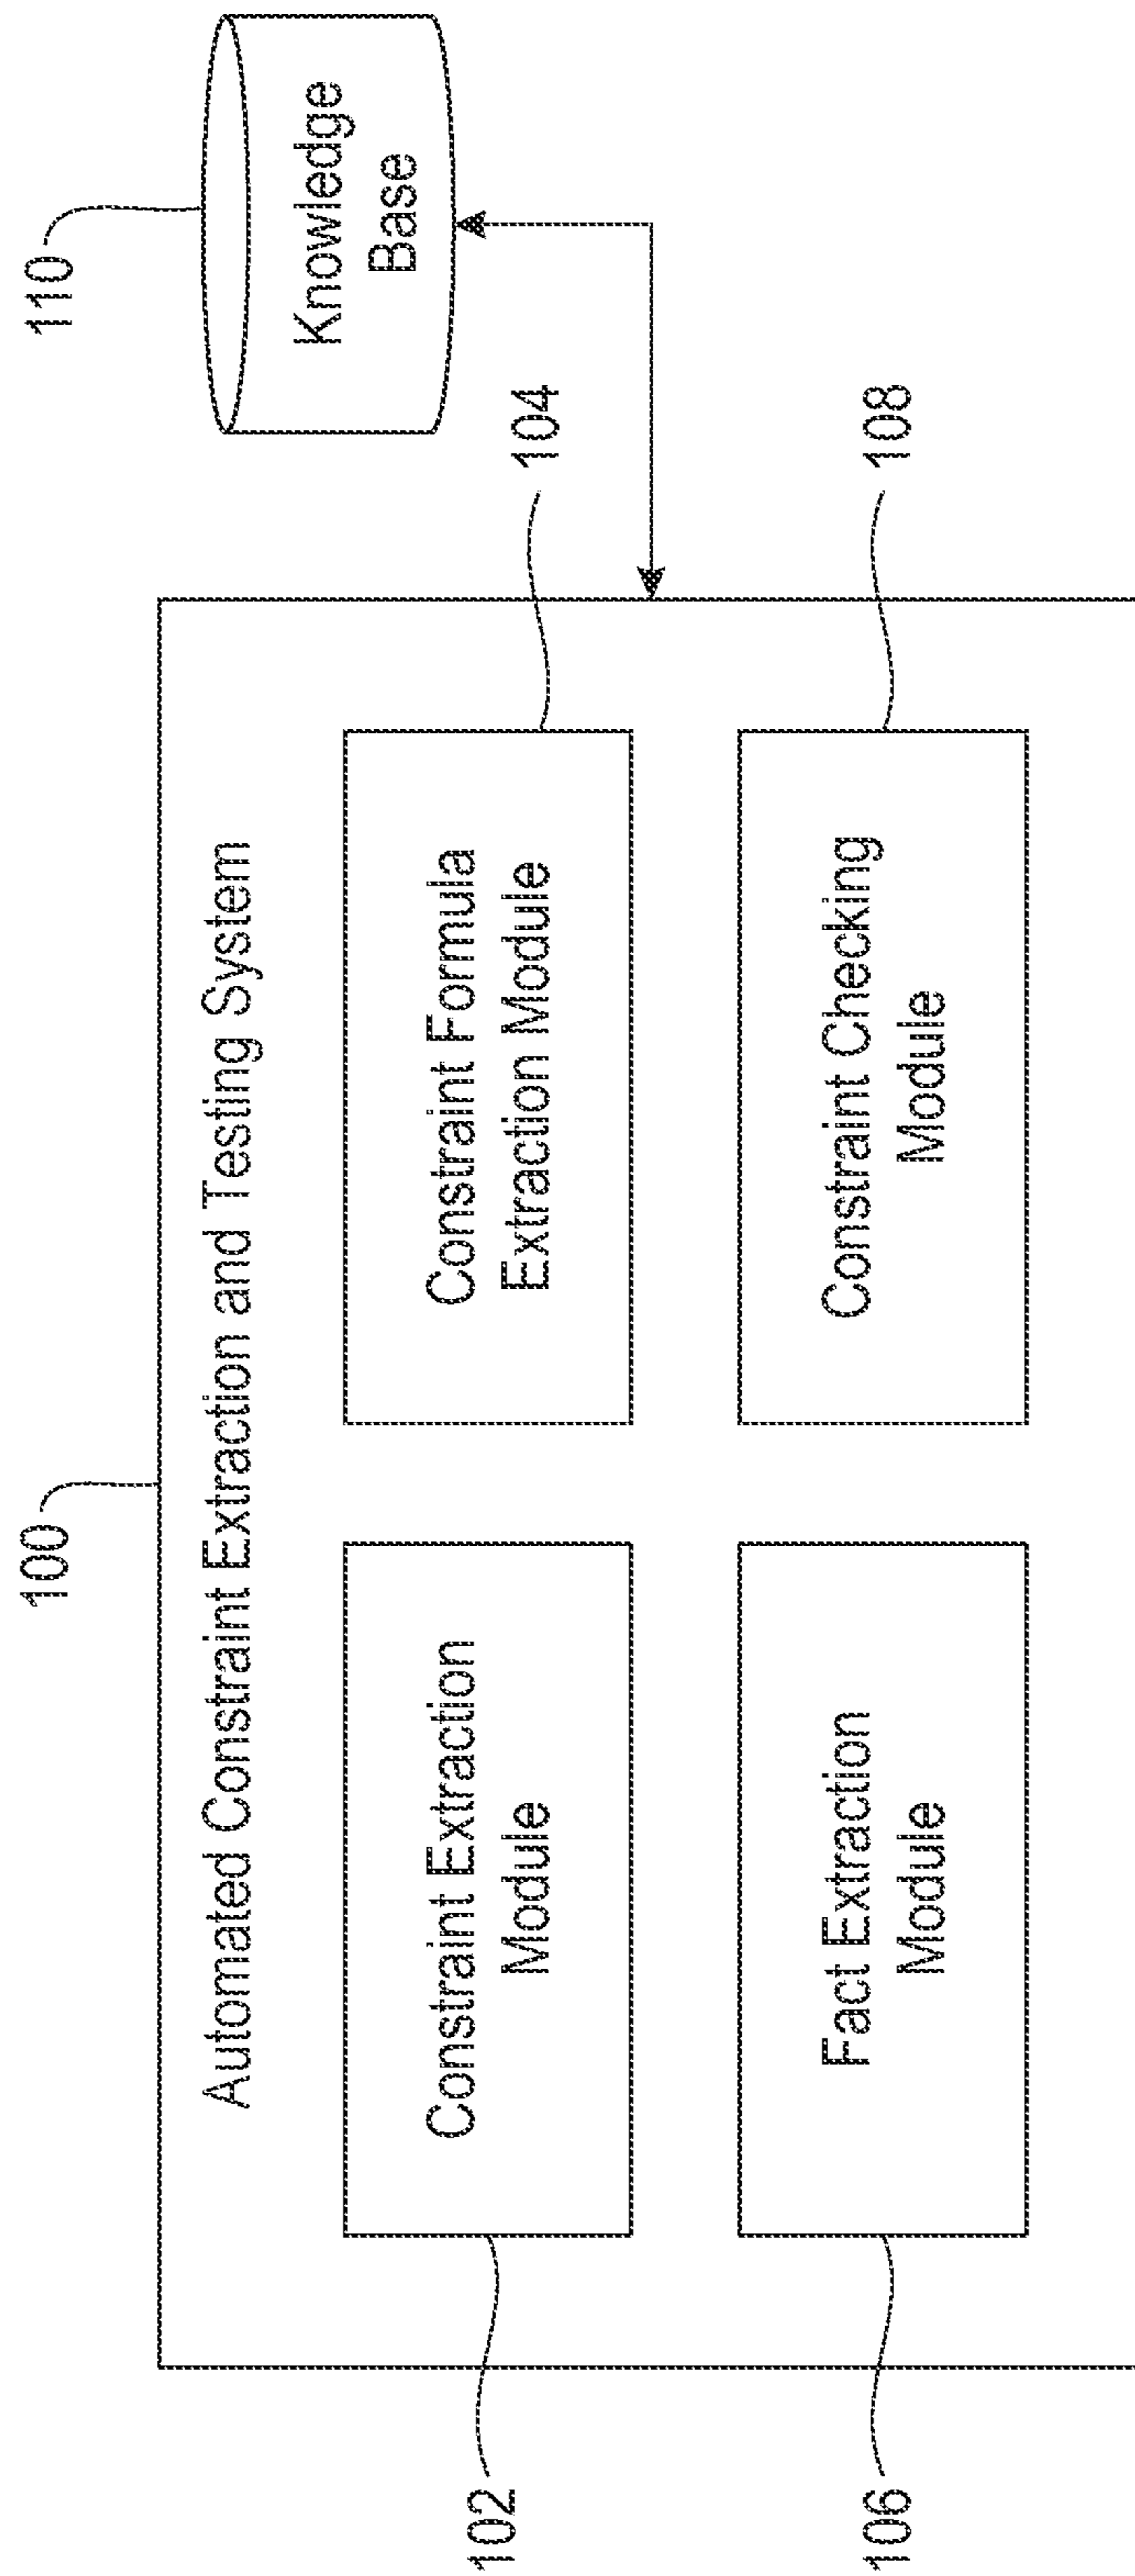 100
110
Automated Constraint Extraction and Testing System
Knowledge
Base
102
Constraint Extraction
Module
Constraint Formula
Extraction Module
104
106
Fact Extraction
Module
Constraint Checking
Module
108